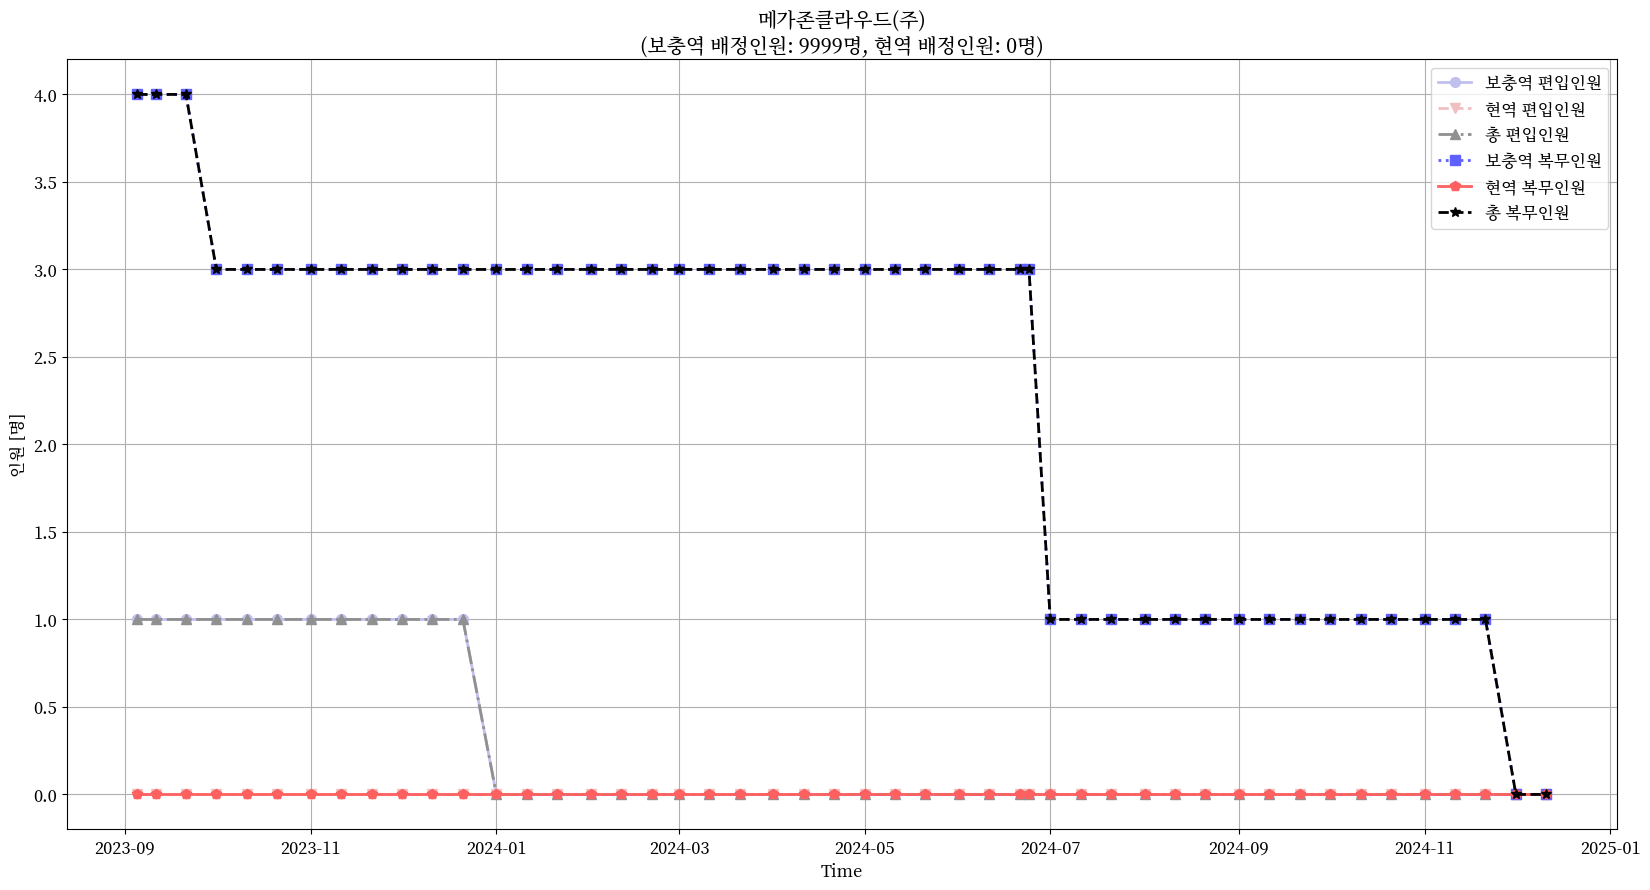 메가존클라우드(주)
(보충역 배정인원: 9999명, 현역 배정인원: 0명)
보충역 편입인원
현역 편입인원
총 편입인원
보충역 복무인원
현역 복무인원
총 복무인원
4.0
3.5
3.0
2.5
2.0
1.5
1.0
0.5
0.0
인원 [명]
2023-09 2023-11 2024-01 2024-03 2024-05 2024-07 2024-09 2024-11 2025-01
Time